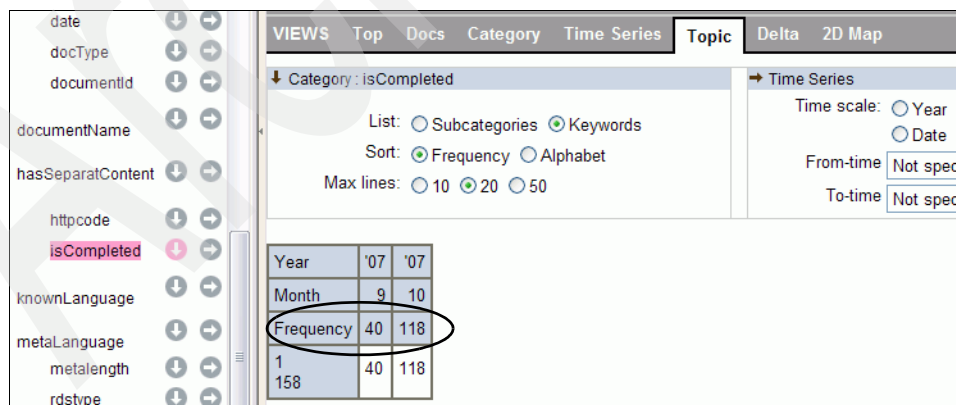 date
docType
documentId
documentName
hasSeparatContent
httpcode
isCompleted
knownLanguage
metaLanguage
metalength
rdstype
VIEWS Top Docs Category Time Series Topic Delta 2D Map
Category : isCompleted
List: Subcategories Keywords
Sort: Frequency Alphabet
Max lines: 10 20 50
Time Series
Time scale: Year
Date
From-time Not spec
To-time Not spec
Year '07 '07
Month 9 10
Frequency 40 118
1 40 118
158